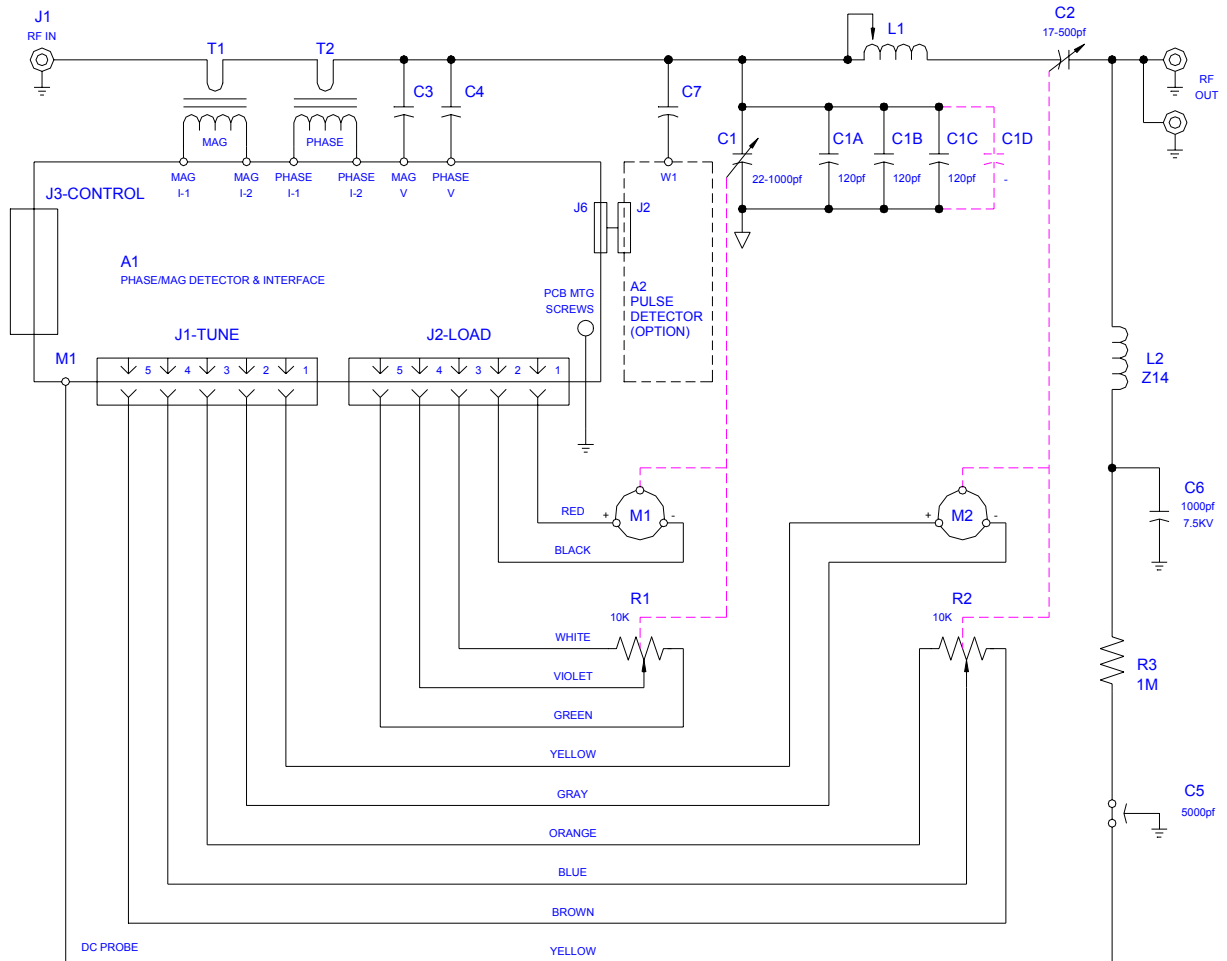 J1
RF IN
T1
T2
L1
C2
17-500pf
RF
OUT
C3
C4
C7
C1
22-1000pf
C1A
120pf
C1B
120pf
C1C
120pf
C1D
-
MAG
PHASE
MAG
I-1
MAG
I-2
PHASE
I-1
PHASE
I-2
MAG
V
PHASE
V
W1
J3-CONTROL
J6
J2
A1
PHASE/MAG DETECTOR & INTERFACE
A2
PULSE
DETECTOR
(OPTION)
PCB MTG
SCREWS
M1
J1-TUNE
5
4
3
2
1
J2-LOAD
5
4
3
2
1
L2
Z14
C6
1000pf
7.5KV
RED
+
M1
-
BLACK
+
M2
-
R1
10K
R2
10K
WHITE
VIOLET
GREEN
YELLOW
GRAY
ORANGE
BLUE
BROWN
R3
1M
C5
5000pf
DC PROBE
YELLOW